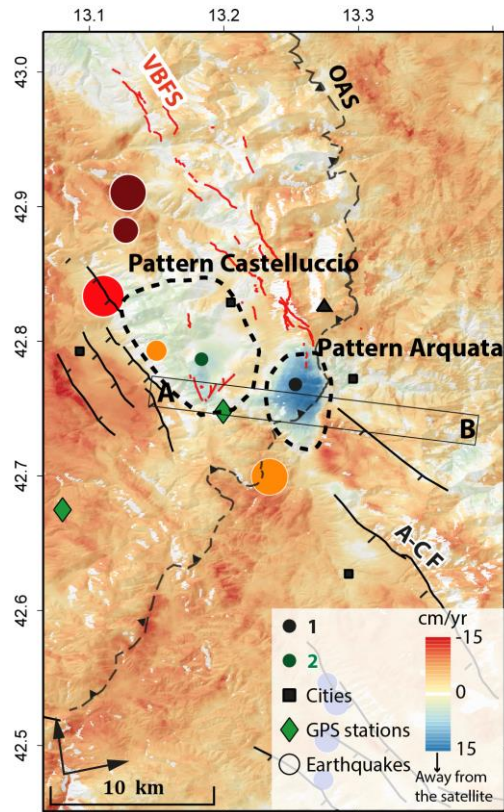 13.1 13.2 13.3
43.0
42.9
42.8
42.7
42.6
42.5
VBFS
OAS
Pattern Castelluccio
Pattern Arquata
A
B
A-CF
1
2
Cities
GPS stations
Earthquakes
cm/yr
-15
0
15
Away from
the satellite
10 km